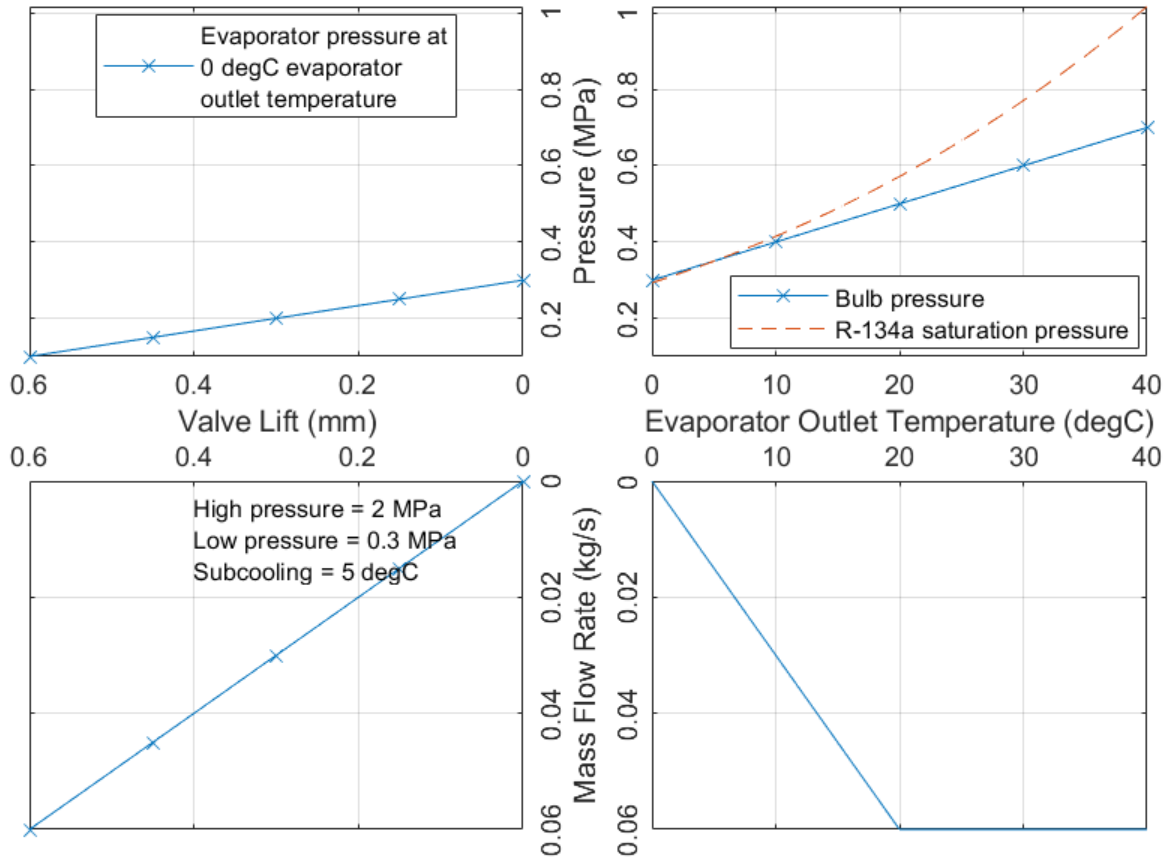 Evaporator pressure at
0 degC evaporator
outlet temperature
0.6 0.4 0.2 0
Valve Lift (mm)
Pressure (MPa)
1
0.8
0.6
0.4
0.2
1
0.8
0.6
0.4
0.2
Bulb pressure
R-134a saturation pressure
0 10 20 30 40
Evaporator Outlet Temperature (degC)
0.6 0.4 0.2 0
High pressure = 2 MPa
Low pressure = 0.3 MPa
Subcooling = 5 degC
0
0.02
0.04
0.06
Mass Flow Rate (kg/s)
0 10 20 30 40
0
0.02
0.04
0.06